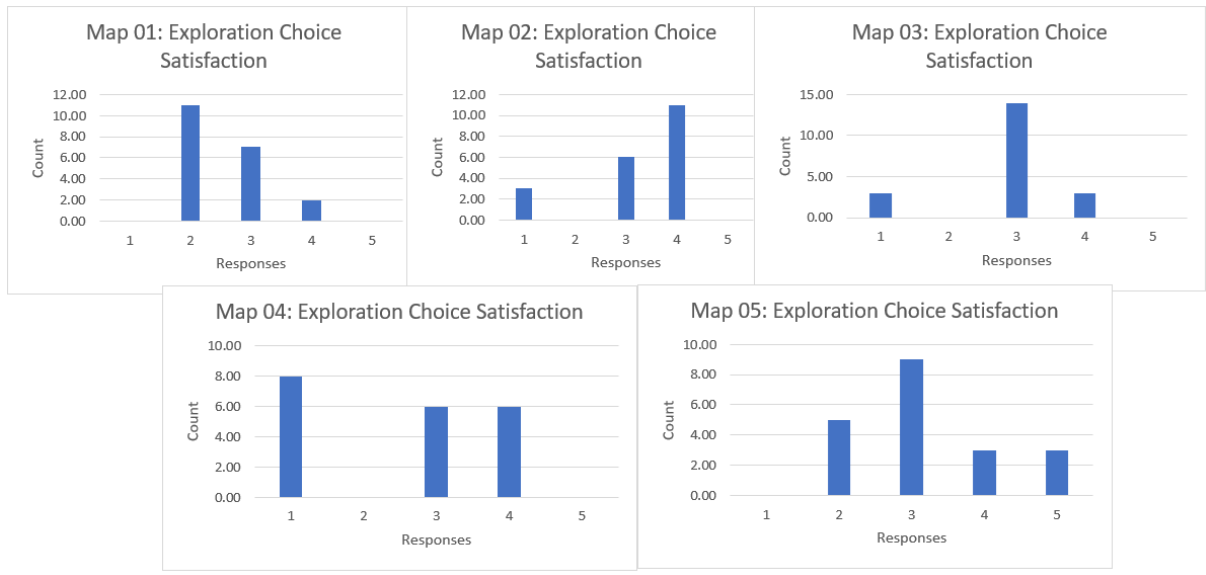 Map 01: Exploration Choice
Satisfaction
12.00
10.00
8.00
6.00
4.00
2.00
0.00
Count
1 2 3 4 5
Responses
Map 02: Exploration Choice
Satisfaction
12.00
10.00
8.00
6.00
4.00
2.00
0.00
Count
1 2 3 4 5
Responses
Map 03: Exploration Choice
Satisfaction
15.00
10.00
5.00
0.00
Count
1 2 3 4 5
Responses
Map 04: Exploration Choice Satisfaction
10.00
8.00
6.00
4.00
2.00
0.00
Count
1 2 3 4 5
Responses
Map 05: Exploration Choice Satisfaction
10.00
8.00
6.00
4.00
2.00
0.00
Count
1 2 3 4 5
Responses